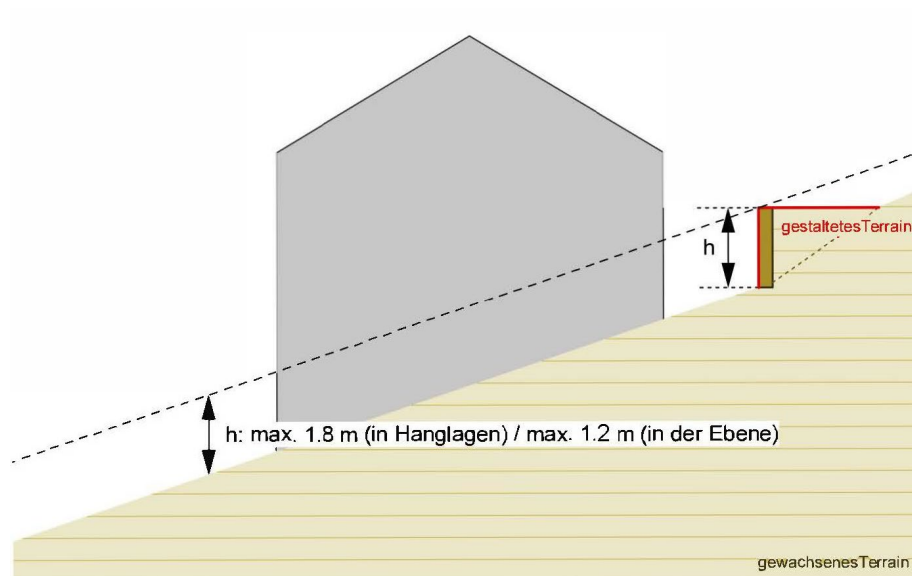 gestaltetesTerrain
h
h: max. 1.8 m (in Hanglagen) / max. 1.2 m (in der Ebene)
gewachsenesTerrain